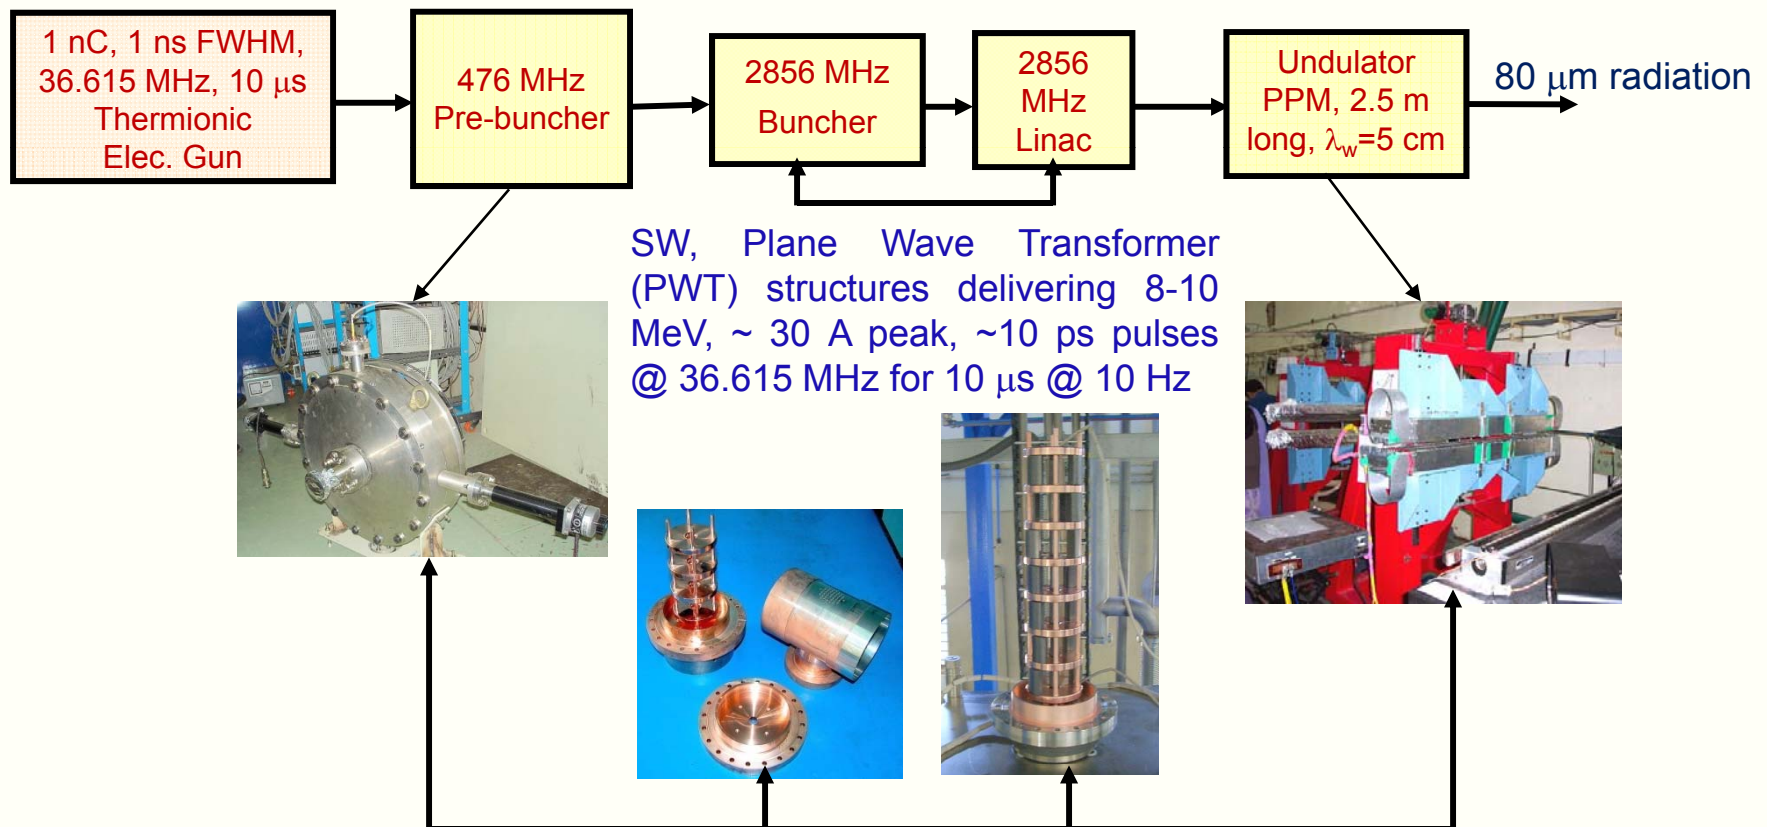 1 nC, 1 ns FWHM,
36.615 MHz, 10 μs
Thermionic
Elec. Gun
476 MHz
Pre-buncher
2856 MHz
Buncher
2856
MHz
Linac
Undulator
PPM, 2.5 m
long, λw=5 cm
80 μm radiation
SW, Plane Wave Transformer
(PWT) structures delivering 8-10
MeV, ~ 30 A peak, ~10 ps pulses
@ 36.615 MHz for 10 μs @ 10 Hz